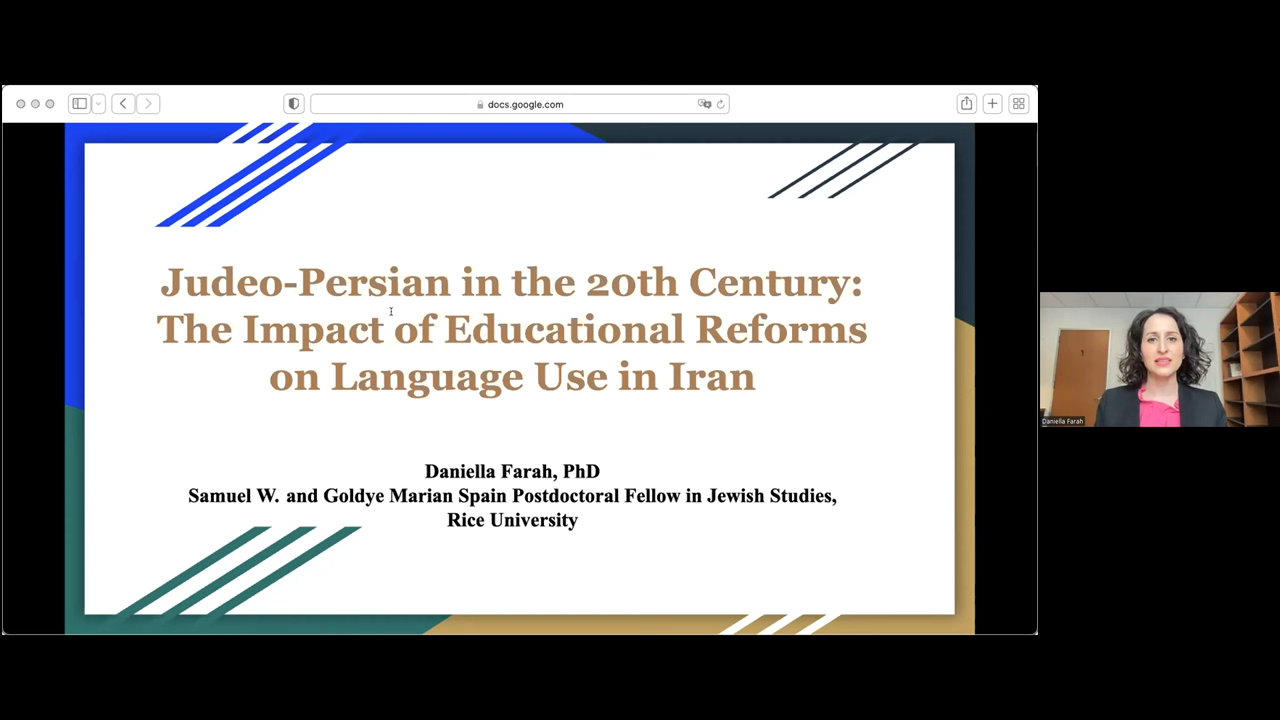 docs.google.com
Judeo-Persian in the 20th Century:
The Impact of Educational Reforms
on Language Use in Iran
Daniella Farah, PhD
Samuel W. and Goldye Marian Spain Postdoctoral Fellow in Jewish Studies,
Rice University
Daniella Farah